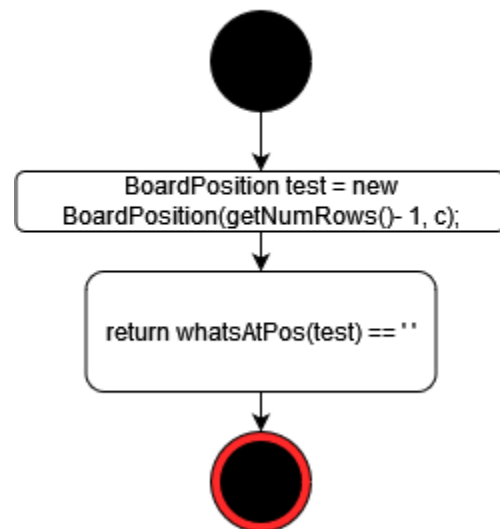 BoardPosition test = new
BoardPosition(getNumRows()- 1, c);
return whatsAtPos(test) == ' '